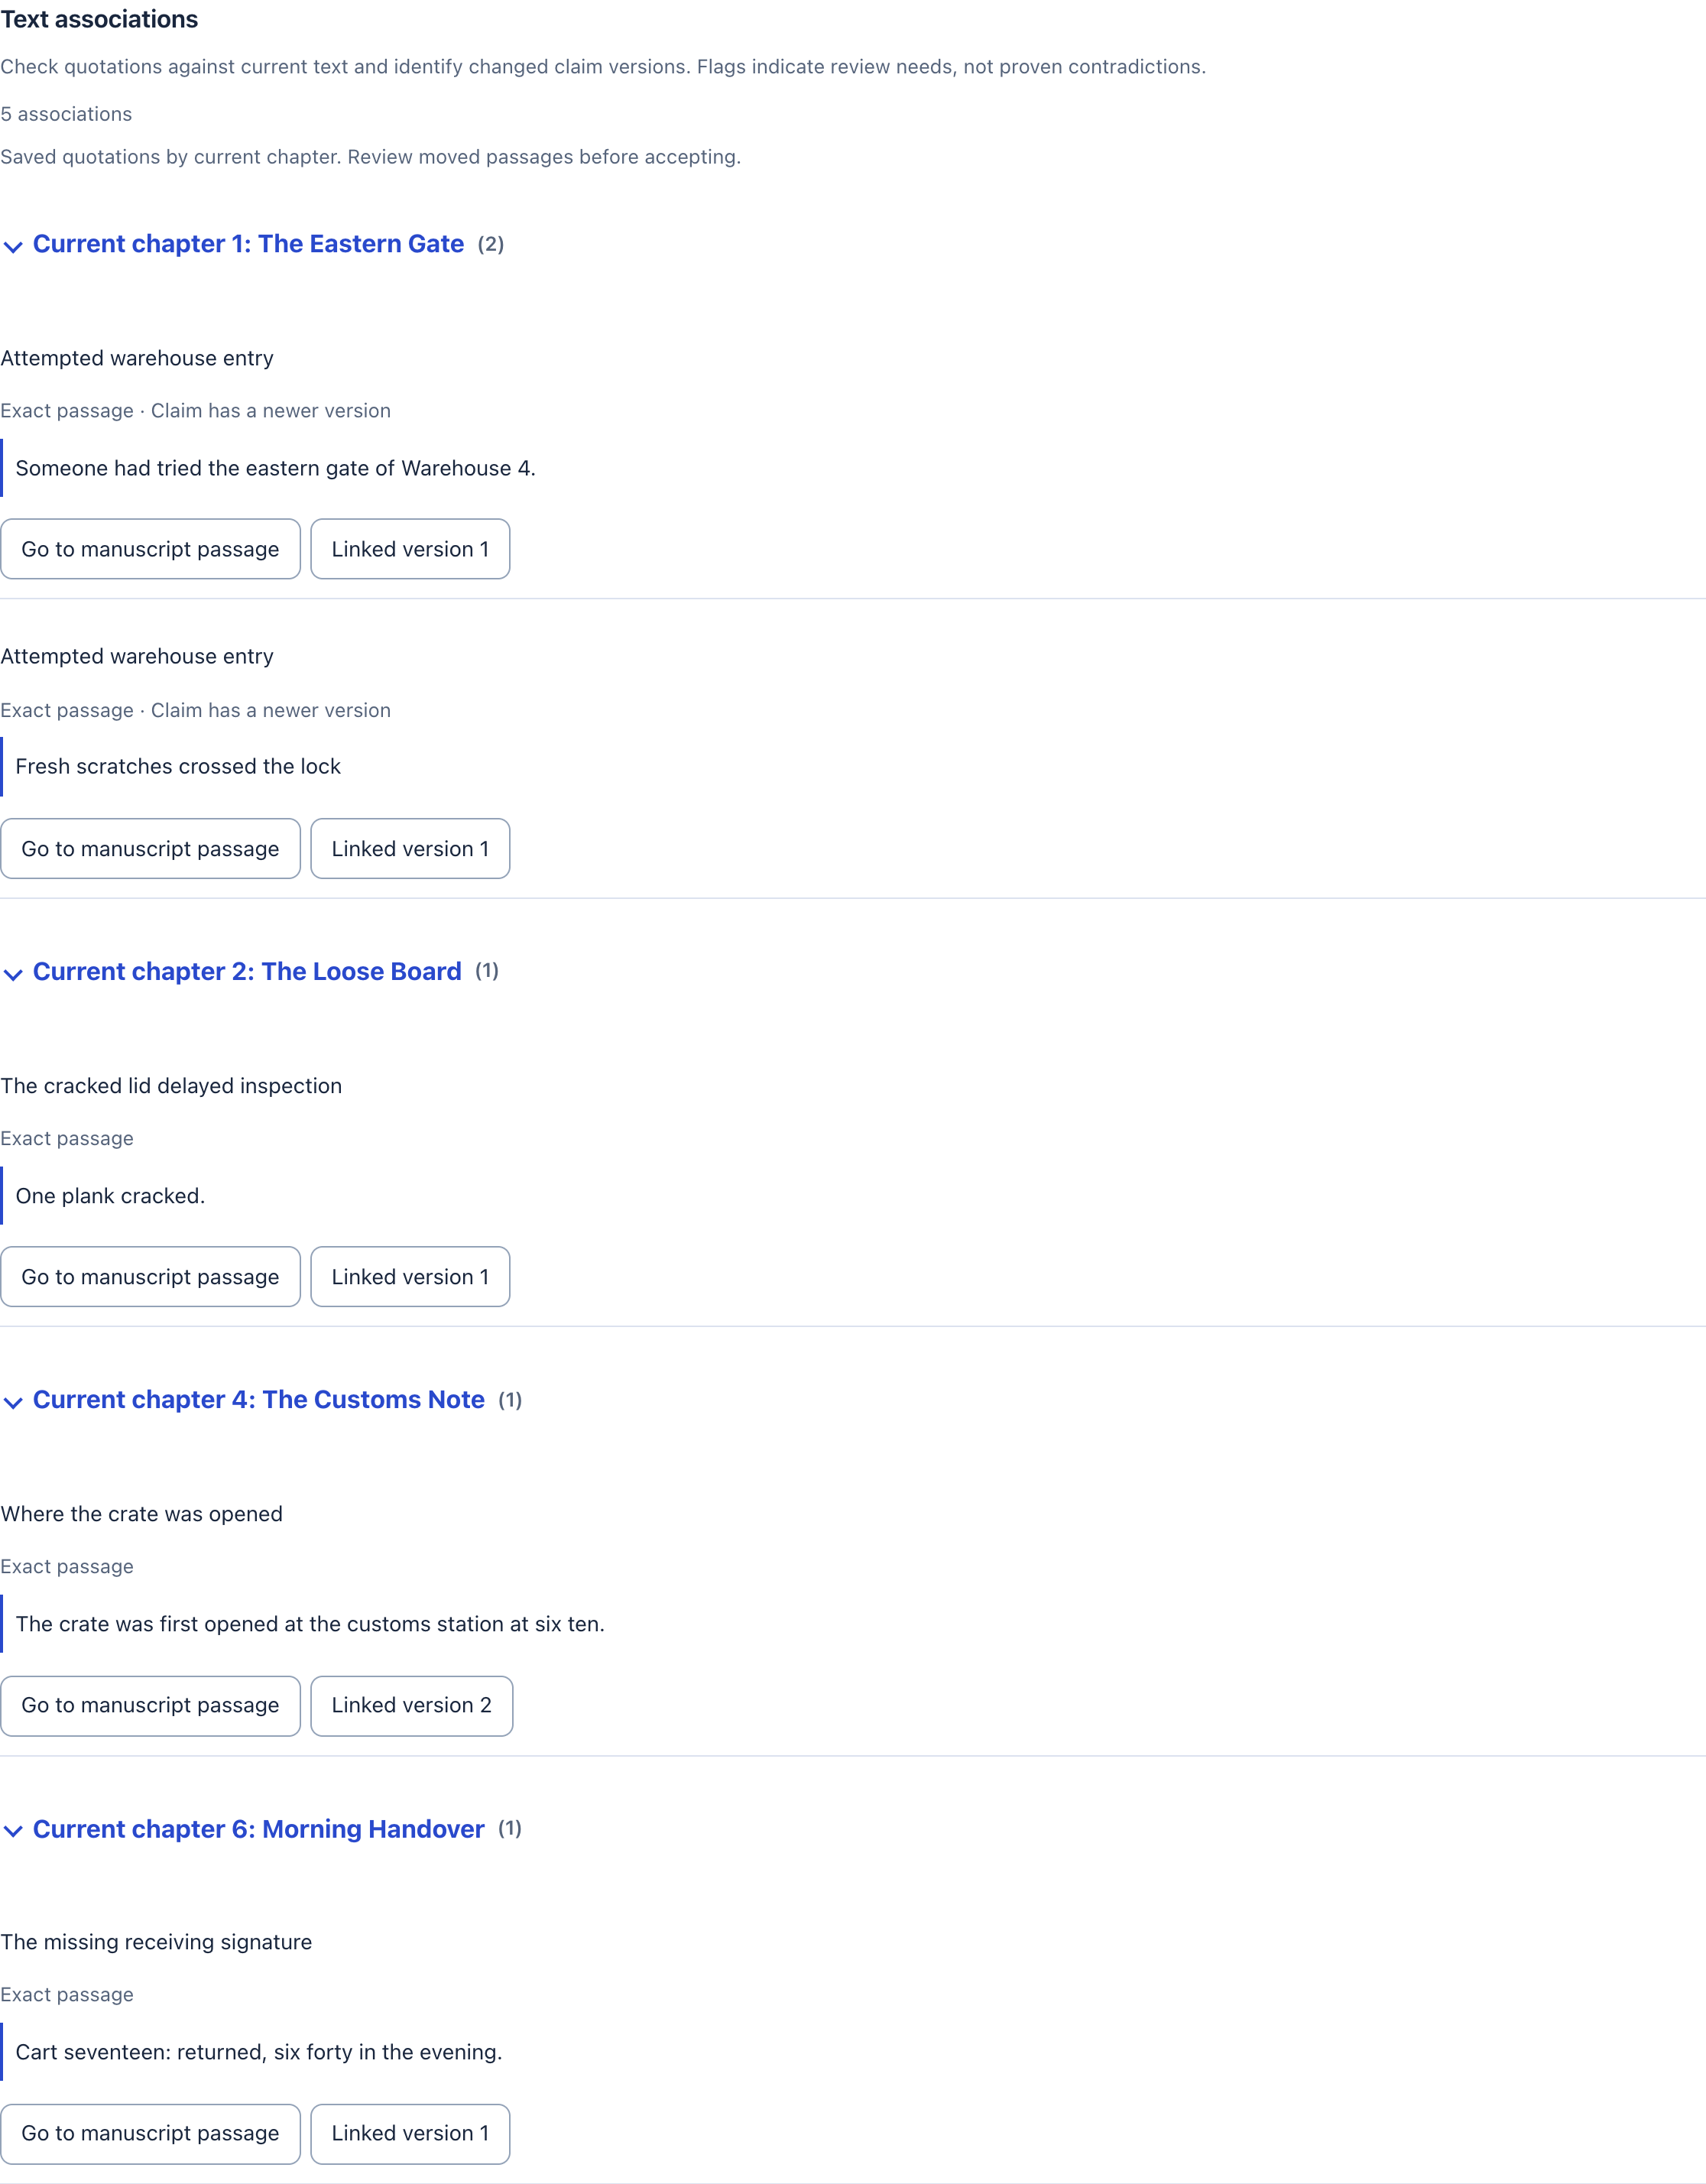 Text associations
Check quotations against current text and identify changed claim versions. Flags indicate review needs, not proven contradictions.
5 associations
Saved quotations by current chapter. Review moved passages before accepting.
Current chapter 1: The Eastern Gate (2)
Attempted warehouse entry
Exact passage · Claim has a newer version
Someone had tried the eastern gate of Warehouse 4.
Go to manuscript passage Linked version 1
Attempted warehouse entry
Exact passage · Claim has a newer version
Fresh scratches crossed the lock
Go to manuscript passage Linked version 1
Current chapter 2: The Loose Board (1)
The cracked lid delayed inspection
Exact passage
One plank cracked.
Go to manuscript passage Linked version 1
Current chapter 4: The Customs Note (1)
Where the crate was opened
Exact passage
The crate was first opened at the customs station at six ten.
Go to manuscript passage Linked version 2
Current chapter 6: Morning Handover (1)
The missing receiving signature
Exact passage
Cart seventeen: returned, six forty in the evening.
Go to manuscript passage Linked version 1